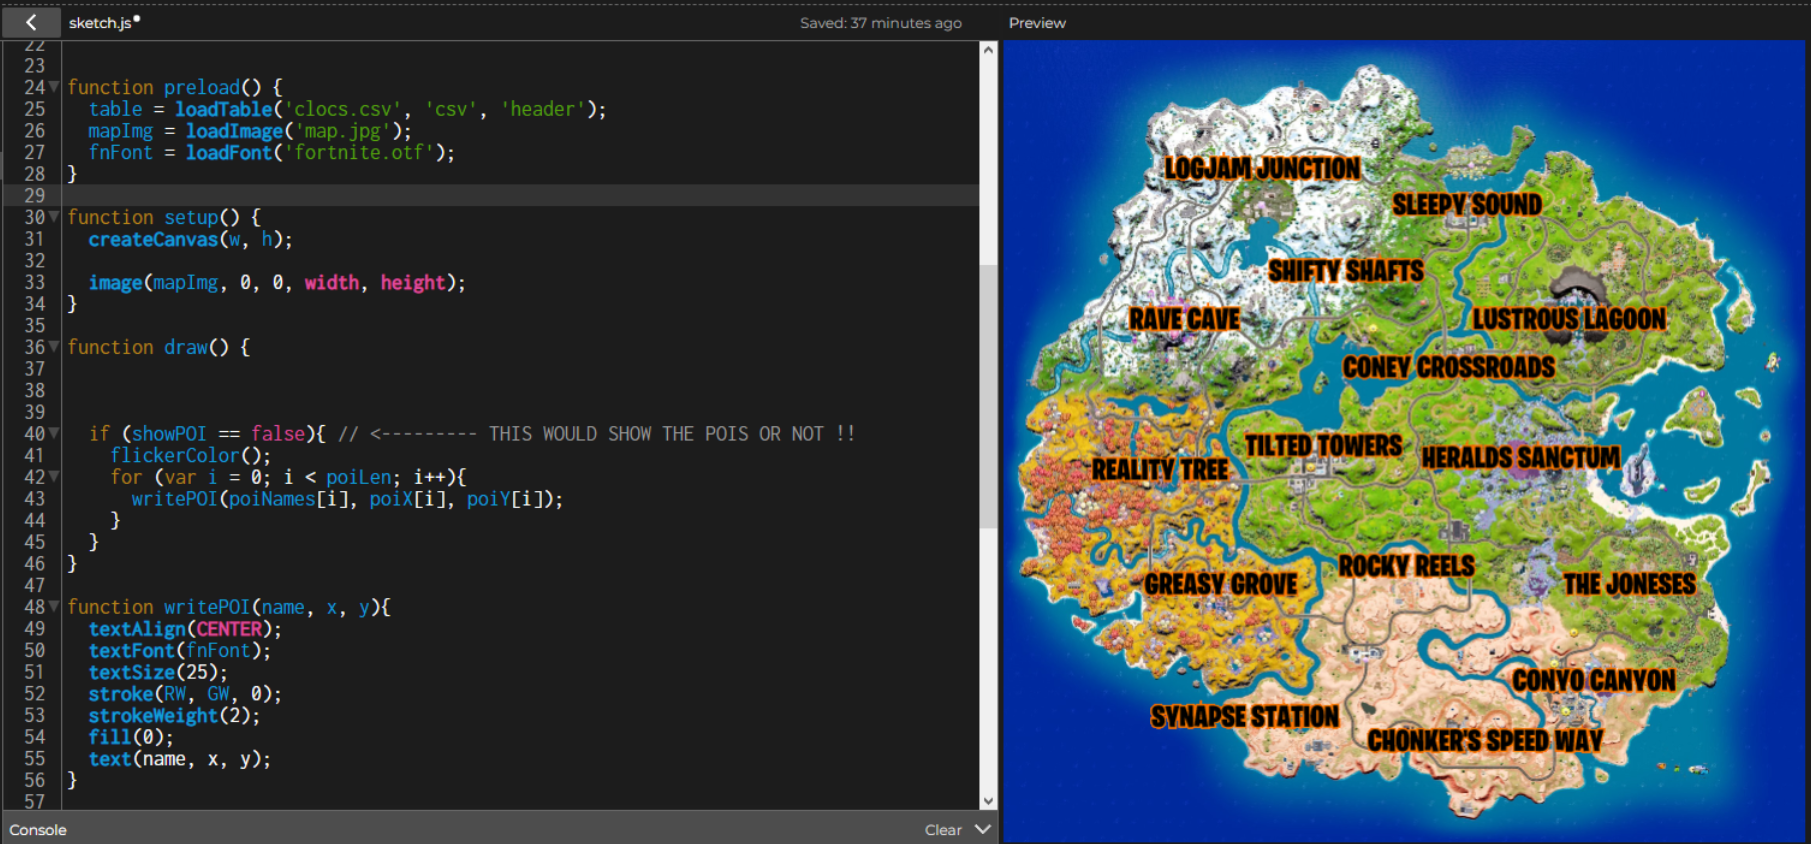 sketch.js
Saved: 37 minutes ago
Preview
22
23
24 function preload() {
25 table = loadTable('clocs.csv', 'csv', 'header');
26 mapImg = loadImage('map.jpg');
27 fnFont = loadFont('fortnite.otf');
28 }
29
30 function setup() {
31 createCanvas(w, h);
32
33 image(mapImg, 0, 0, width, height);
34 }
35
36 function draw() {
37
38
39
40 if (showPOI == false){ // <--------- THIS WOULD SHOW THE POIS OR NOT !!
41 flickerColor();
42 for (var i = 0; i < poiLen; i++){
43 writePOI(poiNames[i], poiX[i], poiY[i]);
44 }
45 }
46 }
47
48 function writePOI(name, x, y){
49 textAlign(CENTER);
50 textFont(fnFont);
51 textSize(25);
52 stroke(RW, GW, 0);
53 strokeWeight(2);
54 fill(0);
55 text(name, x, y);
56 }
57
Console
Clear
LOGJAM JUNCTION
SLEEPY SOUND
SHIFTY SHAFTS
RAVE CAVE
LUSTROUS LAGOON
CONEY CROSSROADS
TILTED TOWERS
HERALDS SANCTUM
REALITY TREE
ROCKY REELS
GREASY GROVE
THE JONESES
CONYO CANYON
SYNAPSE STATION
CHONKER'S SPEED WAY